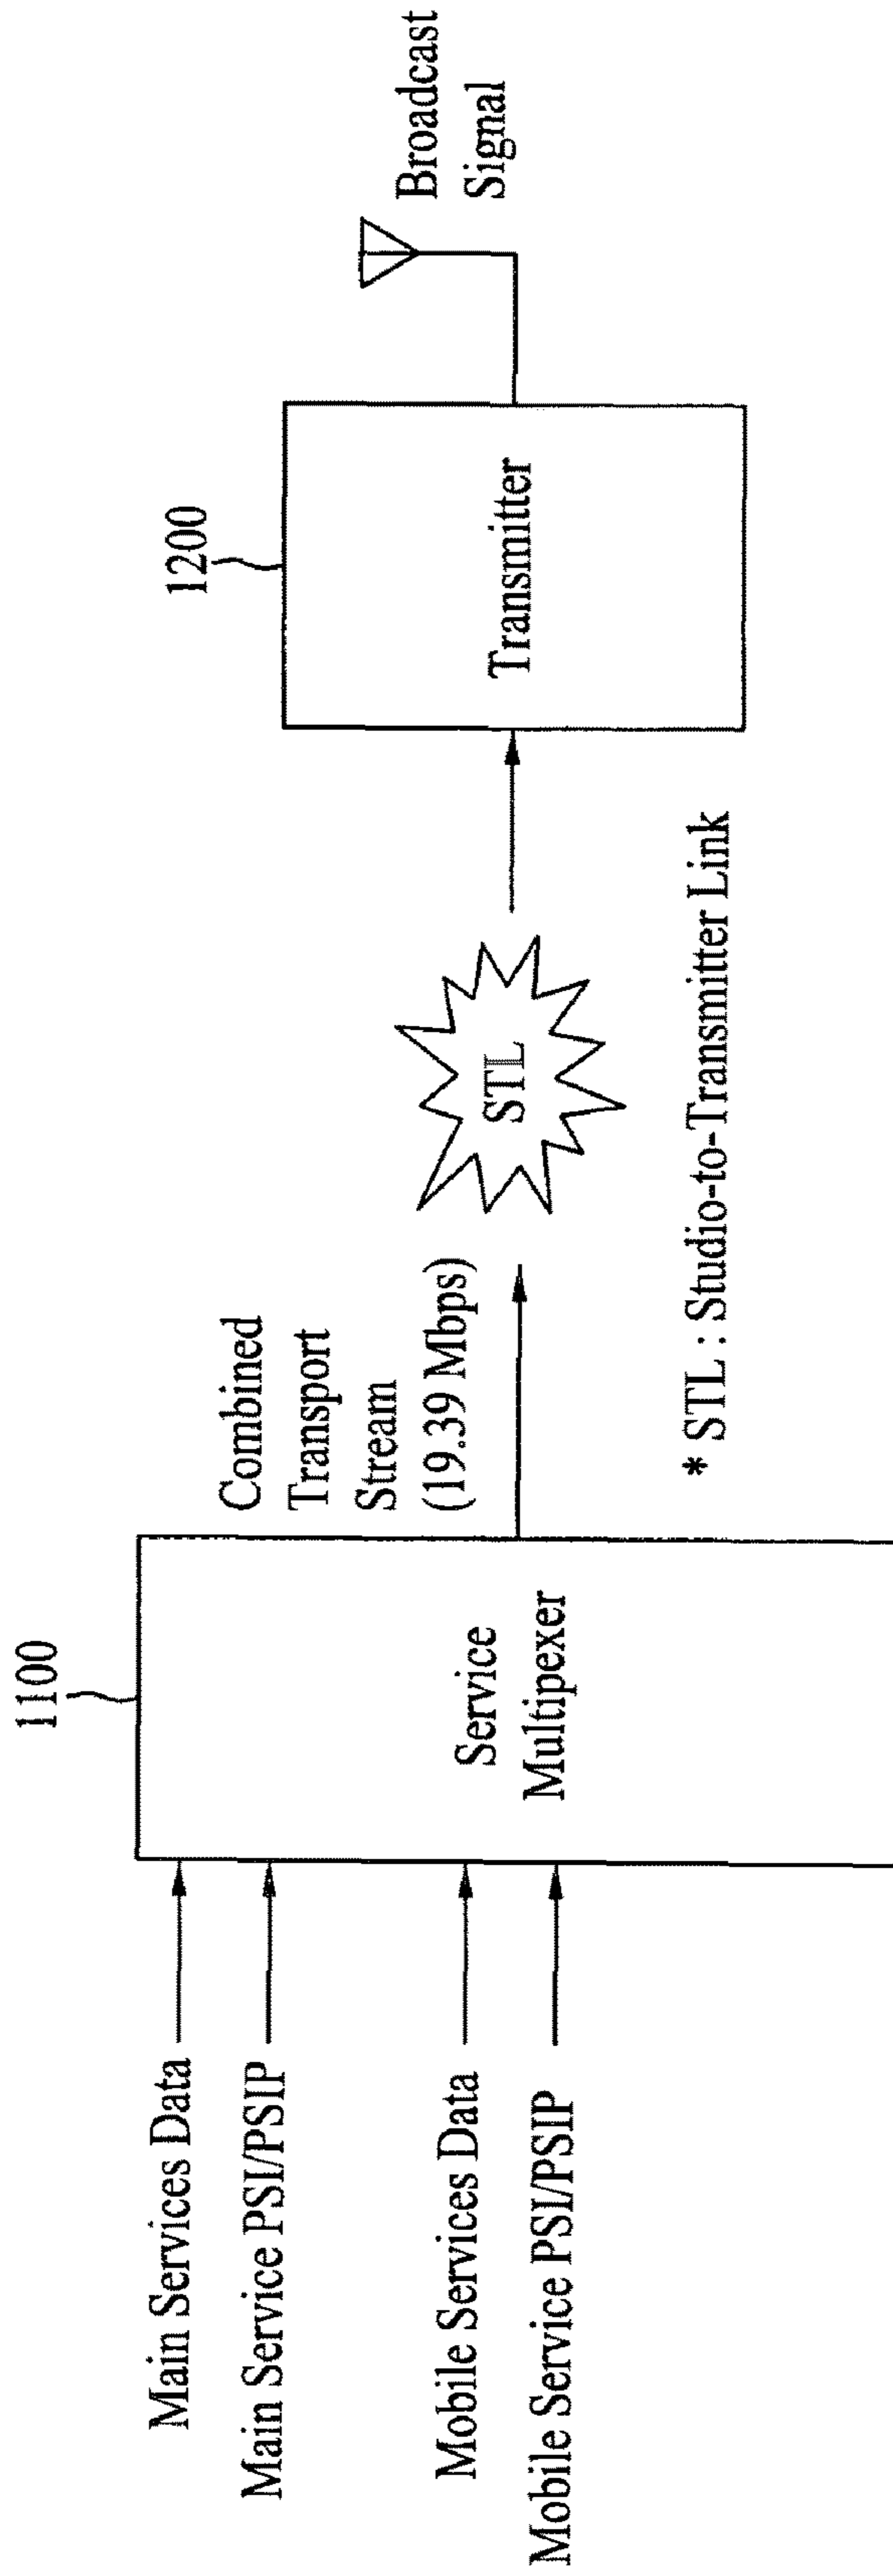 1100
1200
Main Services Data
Main Service PSI/PSIP
Mobile Services Data
Mobile Service PSI/PSIP
Service
Multipexer
Combined
Transport
Stream
(19.39 Mbps)
STL
Transmitter
Broadcast
Signal
* STL : Studio-to-Transmitter Link